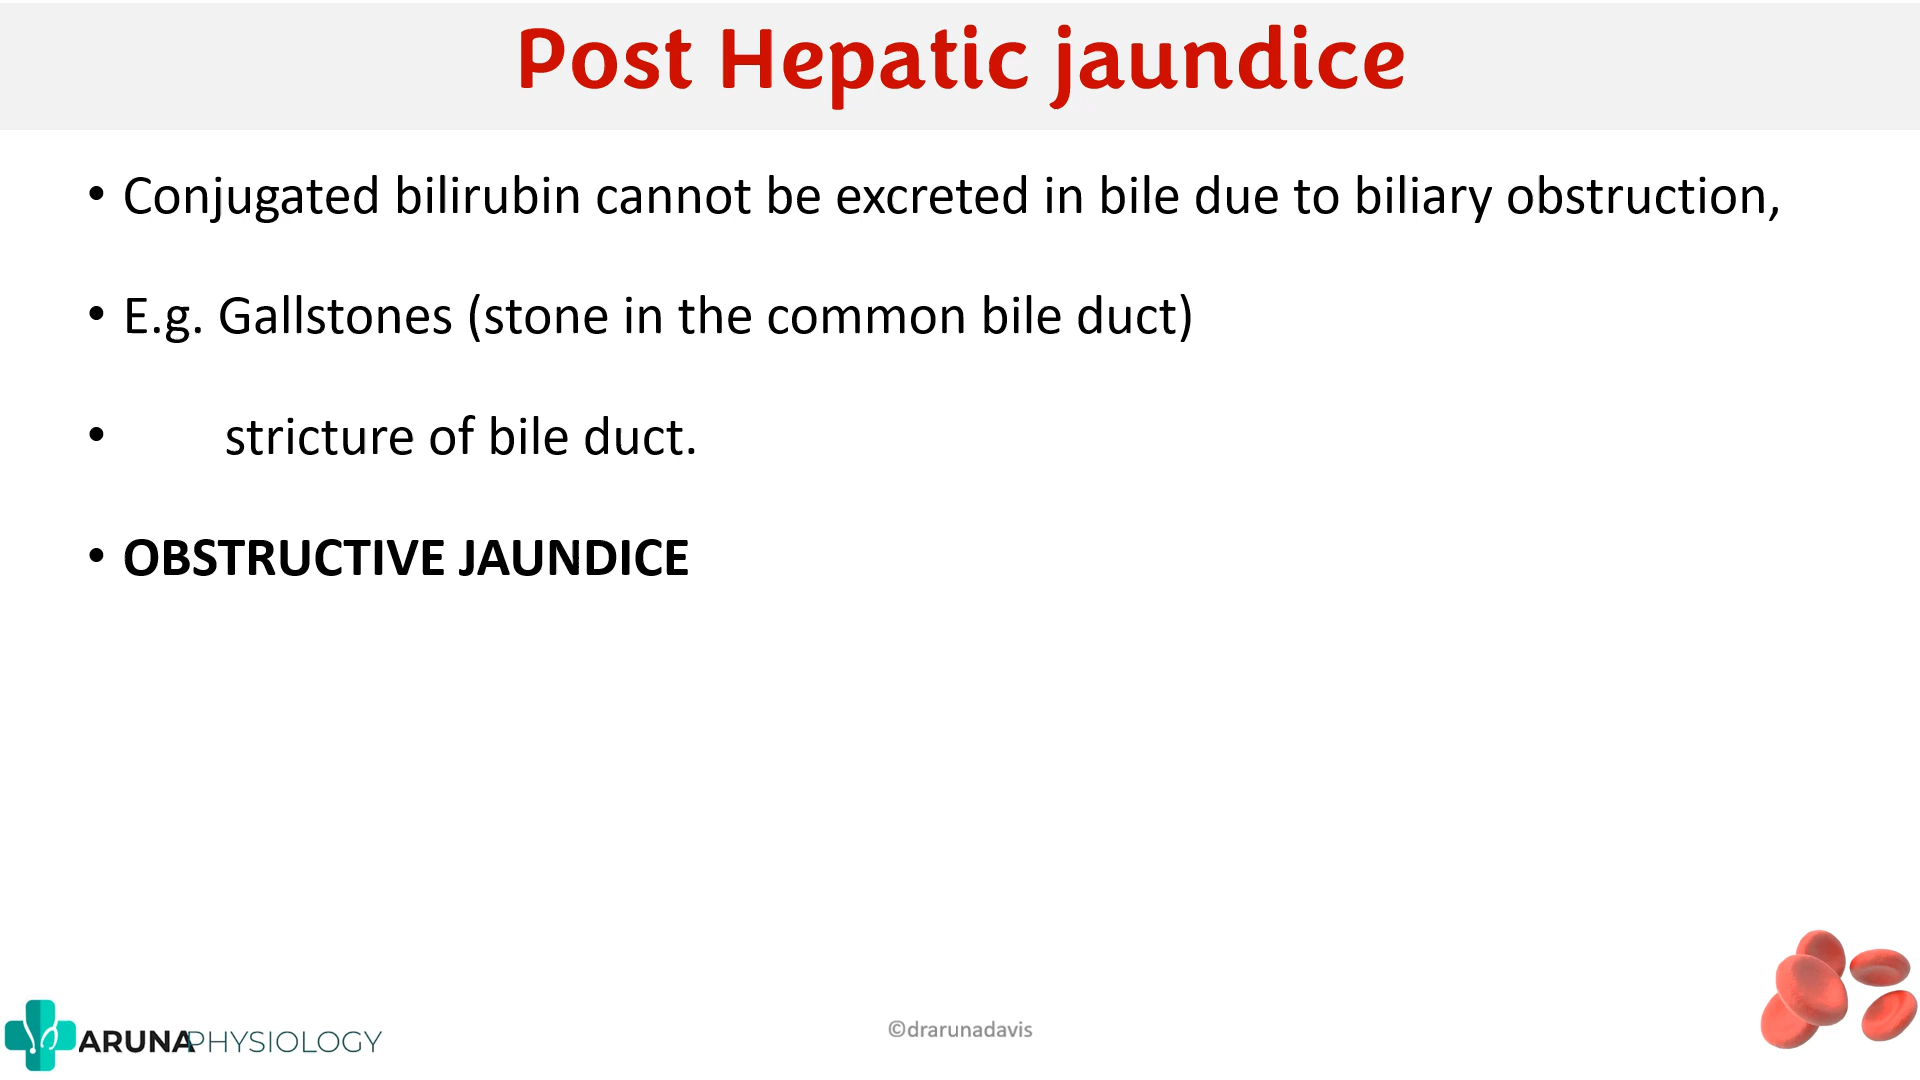 Post Hepatic jaundice
• Conjugated bilirubin cannot be excreted in bile due to biliary obstruction,
• E.g. Gallstones (stone in the common bile duct)
• stricture of bile duct.
• OBSTRUCTIVE JAUNDICE
ARUNAPHYSIOLOGY
©drarunadavis